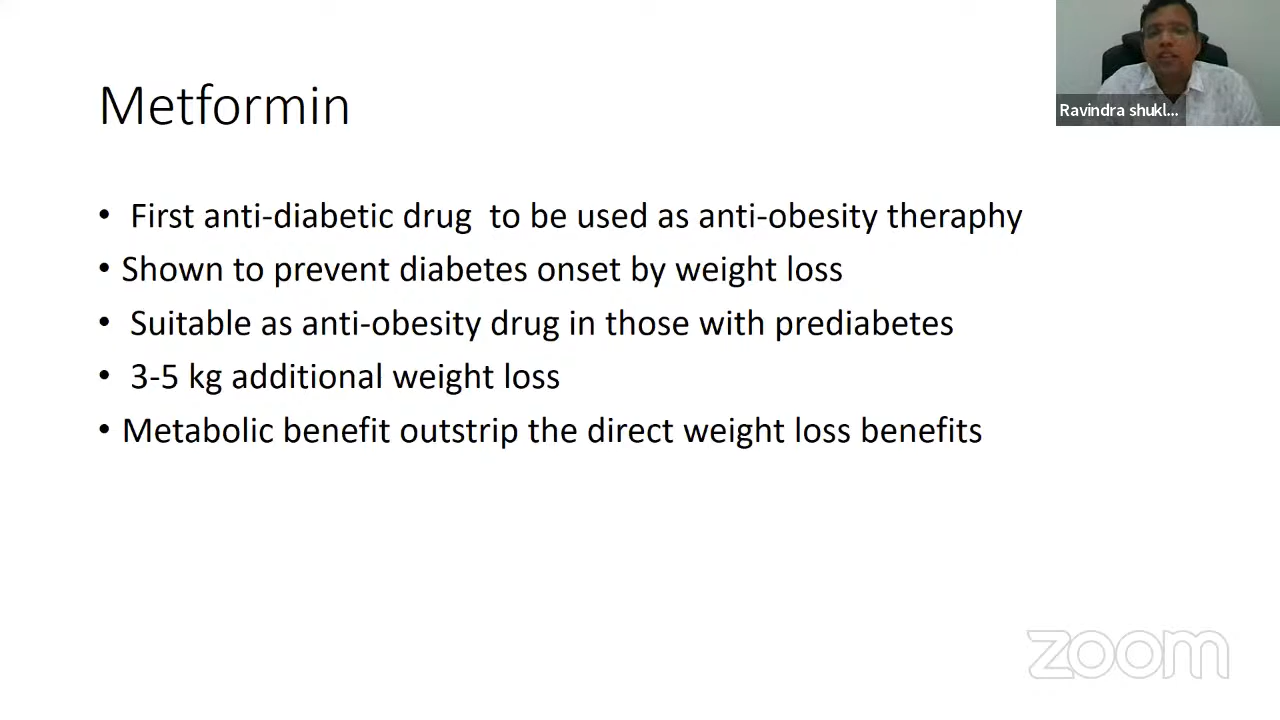 Metformin
Ravindra shukl...
• First anti-diabetic drug to be used as anti-obesity theraphy
• Shown to prevent diabetes onset by weight loss
• Suitable as anti-obesity drug in those with prediabetes
• 3-5 kg additional weight loss
• Metabolic benefit outstrip the direct weight loss benefits
zoom